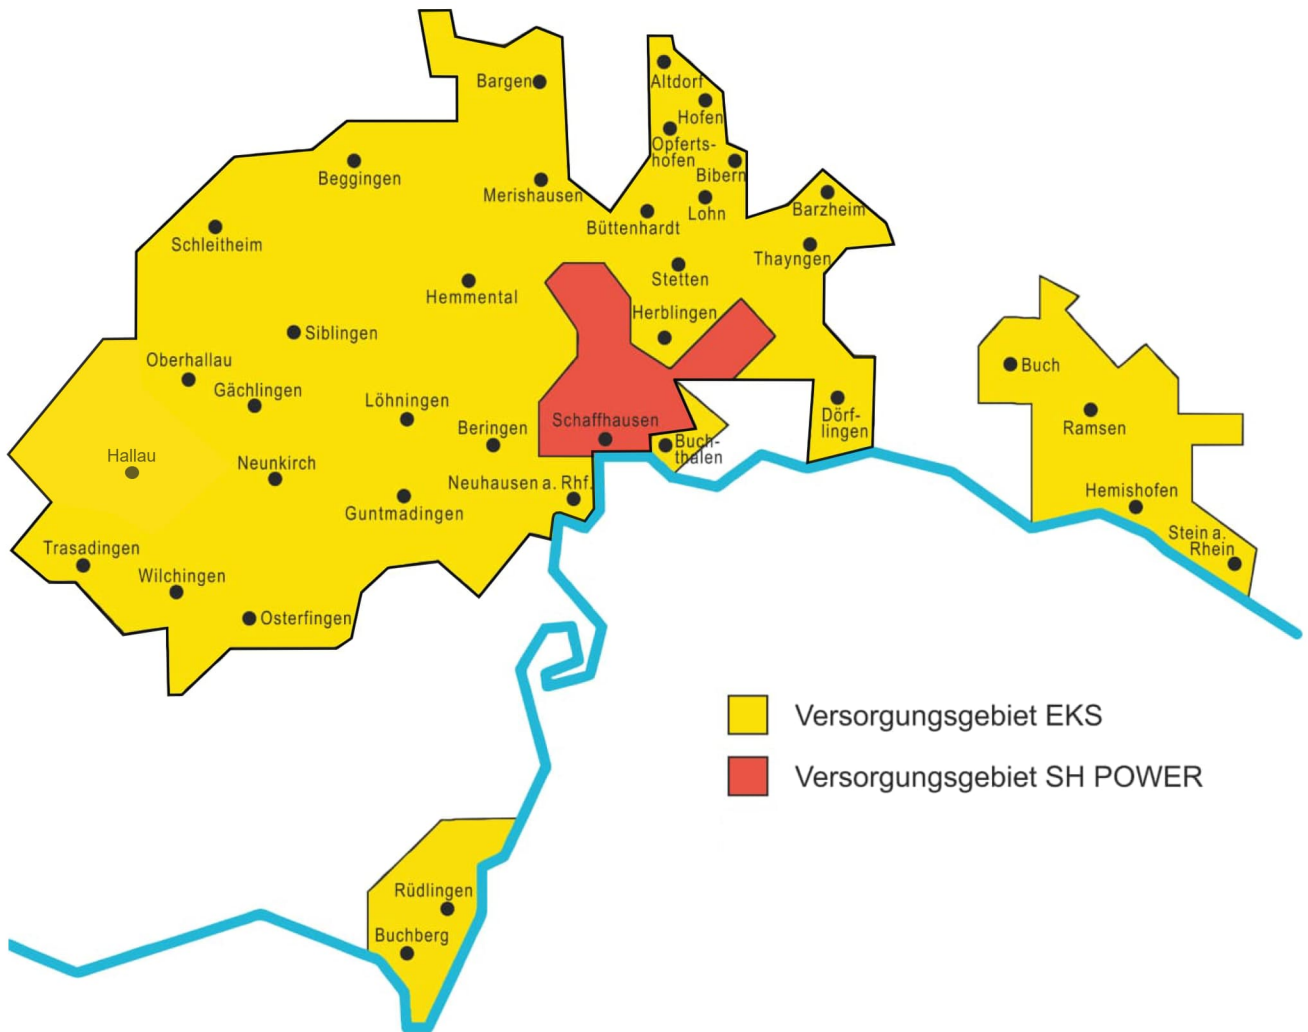 Bargen
Altdorf
Hofen
Opferts-
hofen
Bibern
Beggingen
Merishausen
Lohn
Barzheim
Büttenhardt
Schleitheim
Thayngen
Stetten
Hemmental
Herblingen
Siblingen
Oberhallau
Buch
Gächlingen
Löhningen
Schaffhausen
Dörf-
lingen
Ramsen
Beringen
Buch-
thalen
Hallau
Neunkirch
Neuhausen a. Rhf.
Hemishofen
Guntmadingen
Stein a.
Rhein
Trasadingen
Wilchingen
Osterfingen
Versorgungsgebiet EKS
Versorgungsgebiet SH POWER
Rüdlingen
Buchberg